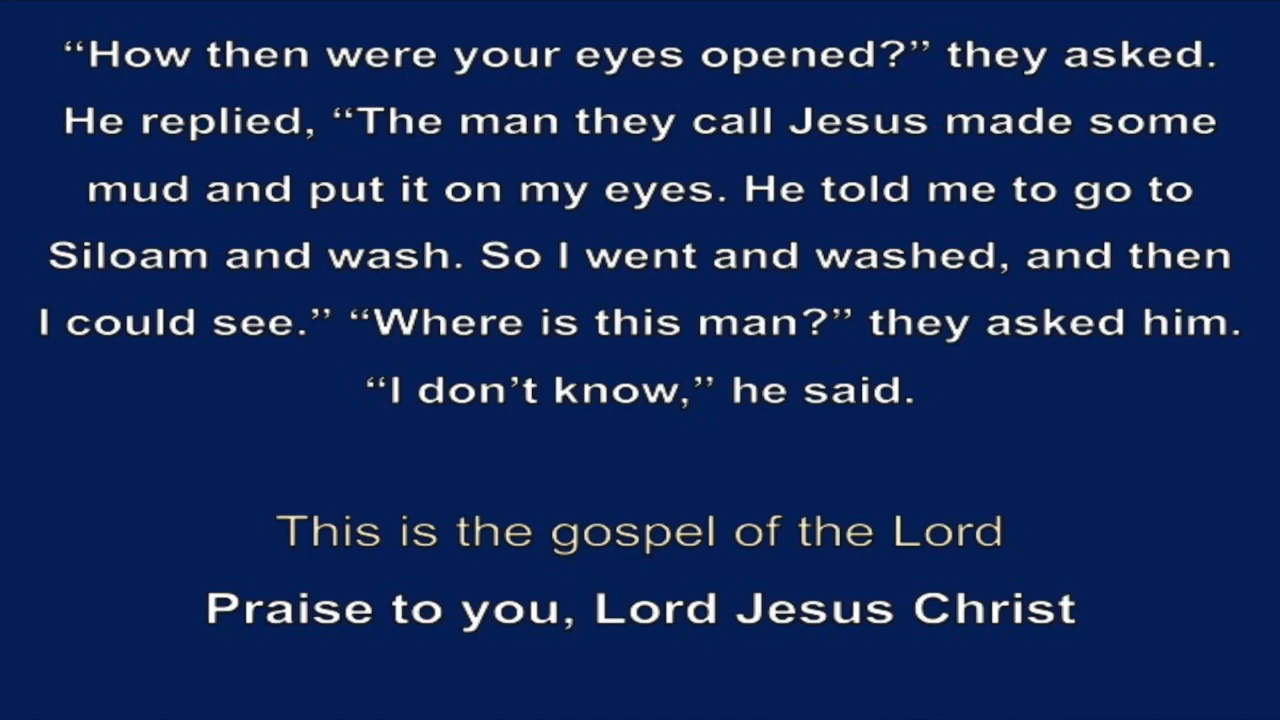 “How then were your eyes opened?” they asked.
He replied, “The man they call Jesus made some
mud and put it on my eyes. He told me to go to
Siloam and wash. So I went and washed, and then
I could see.” “Where is this man?” they asked him.
“I don’t know,” he said.
This is the gospel of the Lord
Praise to you, Lord Jesus Christ